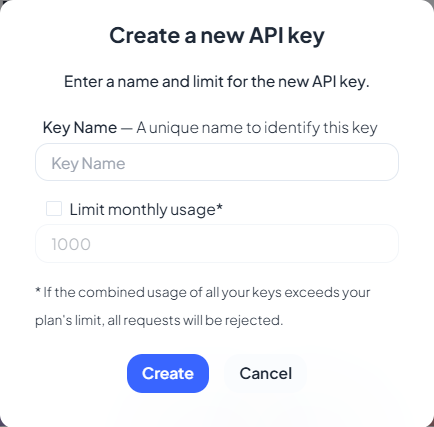 Create a new API key
Enter a name and limit for the new API key.
Key Name — A unique name to identify this key
Key Name
Limit monthly usage*
1000
* If the combined usage of all your keys exceeds your
plan's limit, all requests will be rejected.
Create
Cancel